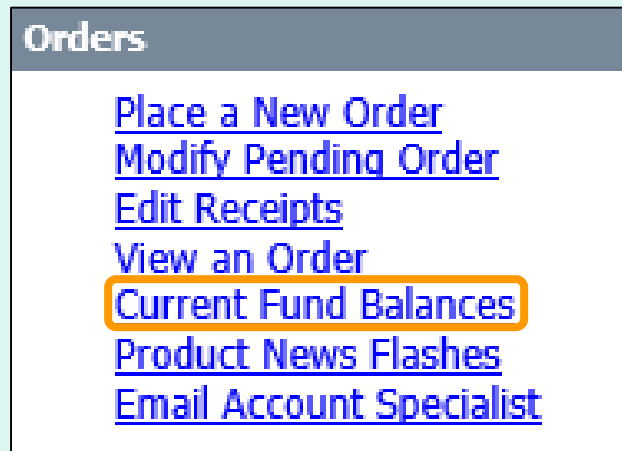 Orders
Place a New Order
Modify Pending Order
Edit Receipts
View an Order
Current Fund Balances
Product News Flashes
Email Account Specialist